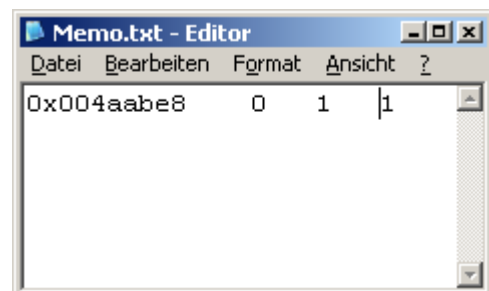 Memo.txt - Editor
Datei Bearbeiten Format Ansicht ?
0x004aabe8 0 1 1